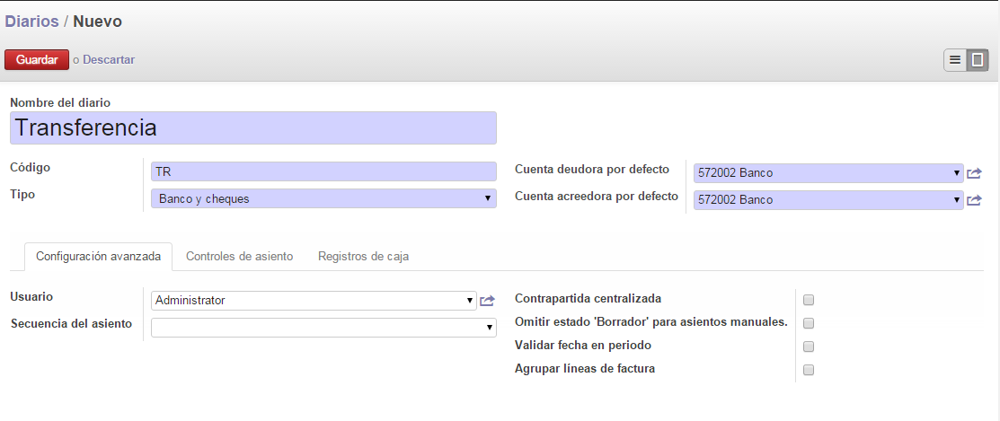 Diarios / Nuevo
Guardar o Descartar
Nombre del diario
Transferencia
Código TR
Tipo Banco y cheques
Cuenta deudora por defecto 572002 Banco
Cuenta acreedora por defecto 572002 Banco
Configuración avanzada Controles de asiento Registros de caja
Usuario Administrator
Secuencia del asiento
Contrapartida centralizada
Omitir estado 'Borrador' para asientos manuales.
Validar fecha en periodo
Agrupar líneas de factura